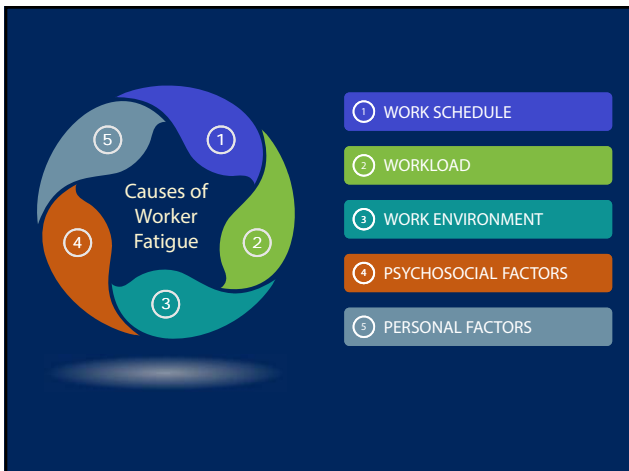 Causes of
Worker
Fatigue
1
2
3
4
5
1 WORK SCHEDULE
2 WORKLOAD
3 WORK ENVIRONMENT
4 PSYCHOSOCIAL FACTORS
5 PERSONAL FACTORS